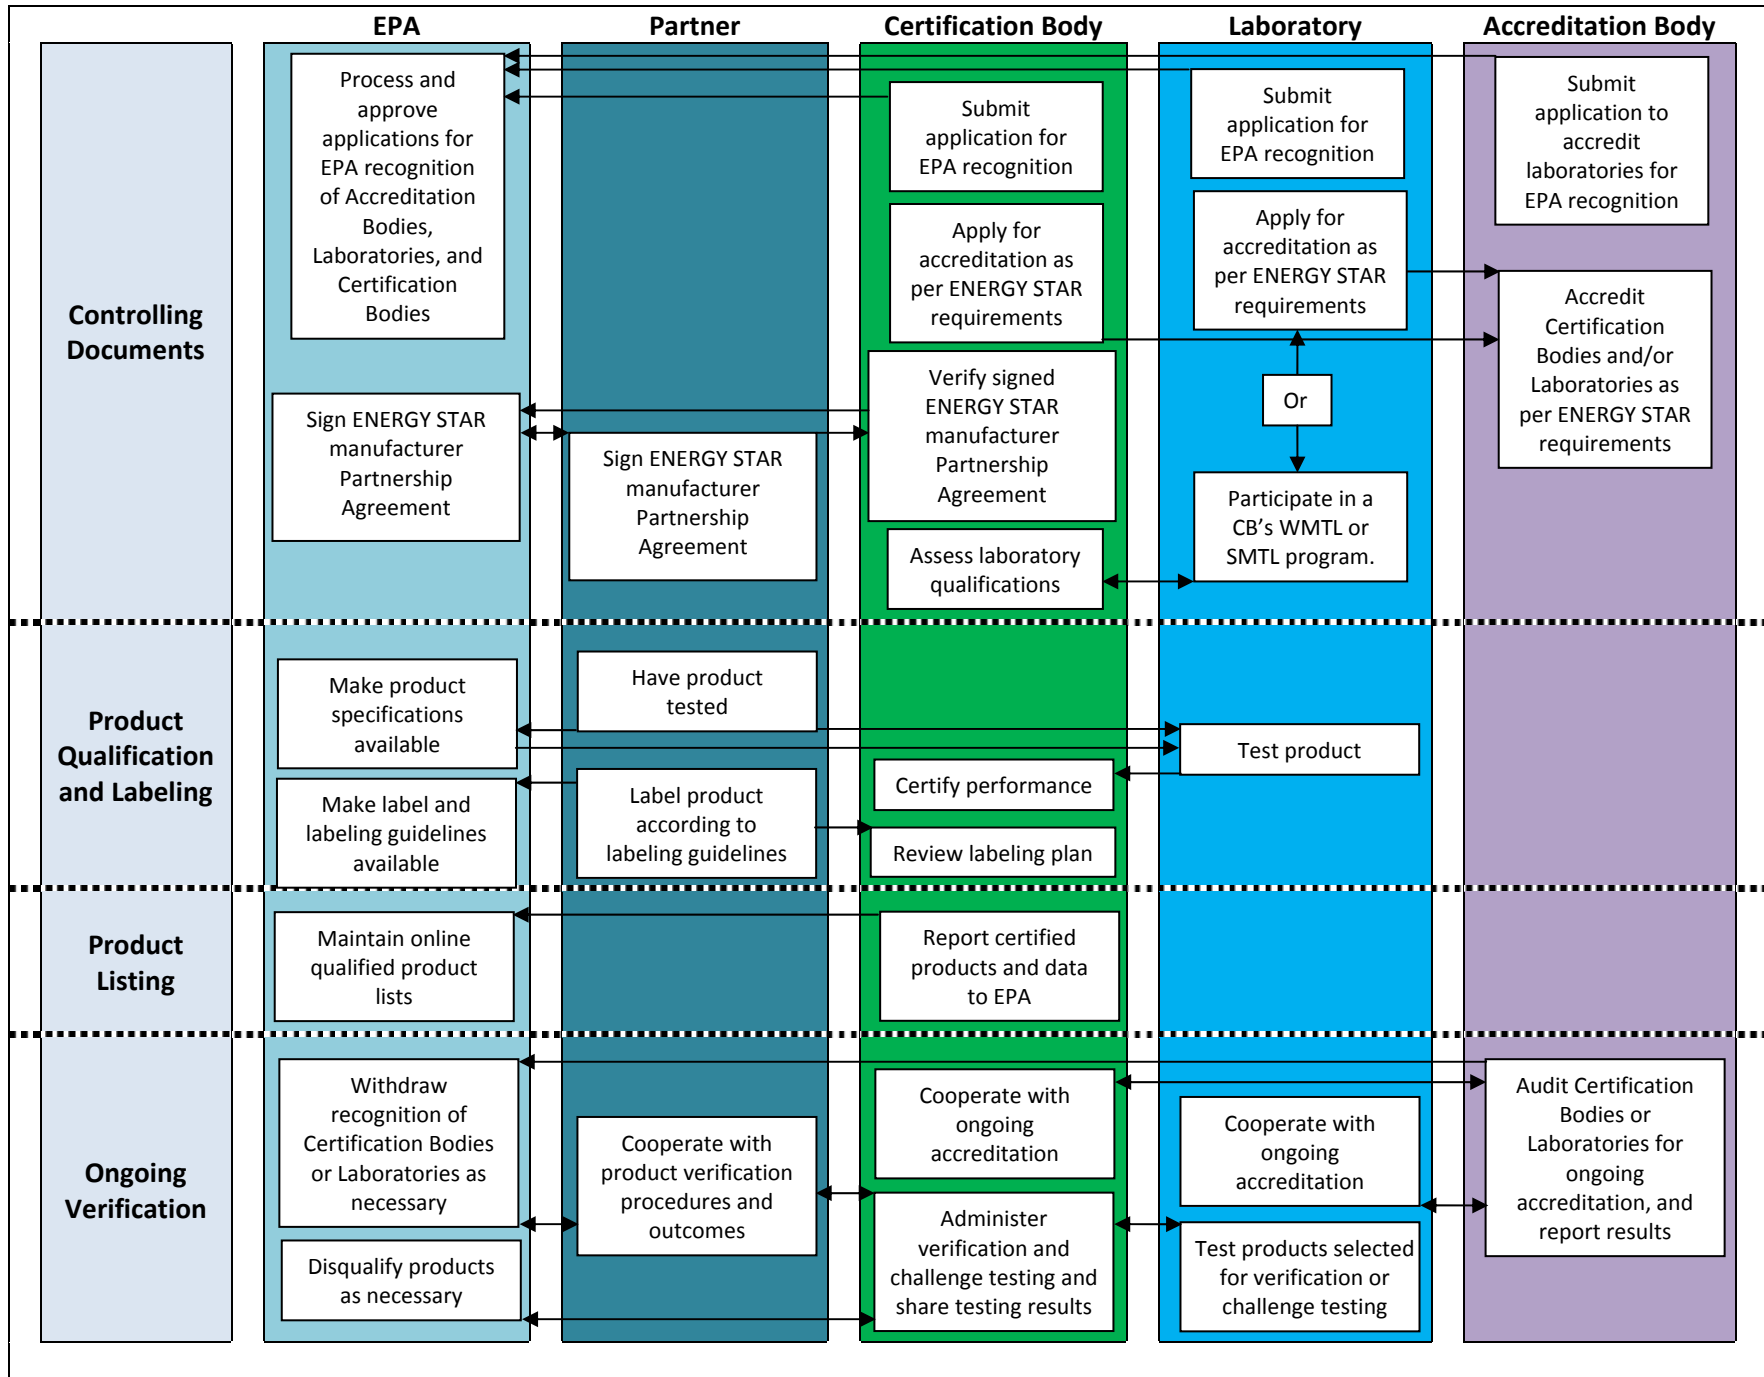 EPA
Partner
Certification Body
Laboratory
Accreditation Body
Controlling
Documents
Process and
approve
applications for
EPA recognition
of Accreditation
Bodies,
Laboratories, and
Certification
Bodies
Sign ENERGY STAR
manufacturer
Partnership
Agreement
Sign ENERGY STAR
manufacturer
Partnership
Agreement
Submit
application for
EPA recognition
Apply for
accreditation as
per ENERGY STAR
requirements
Verify signed
ENERGY STAR
manufacturer
Partnership
Agreement
Assess laboratory
qualifications
Submit
application for
EPA recognition
Apply for
accreditation as
per ENERGY STAR
requirements
Or
Participate in a
CB’s WMTL or
SMTL program.
Submit
application to
accredit
laboratories for
EPA recognition
Accredit
Certification
Bodies and/or
Laboratories as
per ENERGY STAR
requirements
Product
Qualification
and Labeling
Make product
specifications
available
Make label and
labeling guidelines
available
Have product
tested
Label product
according to
labeling guidelines
Certify performance
Review labeling plan
Test product
Product
Listing
Maintain online
qualified product
lists
Report certified
products and data
to EPA
Ongoing
Verification
Withdraw
recognition of
Certification Bodies
or Laboratories as
necessary
Disqualify products
as necessary
Cooperate with
product verification
procedures and
outcomes
Cooperate with
ongoing
accreditation
Administer
verification and
challenge testing and
share testing results
Cooperate with
ongoing
accreditation
Test products selected
for verification or
challenge testing
Audit Certification
Bodies or
Laboratories for
ongoing
accreditation, and
report results